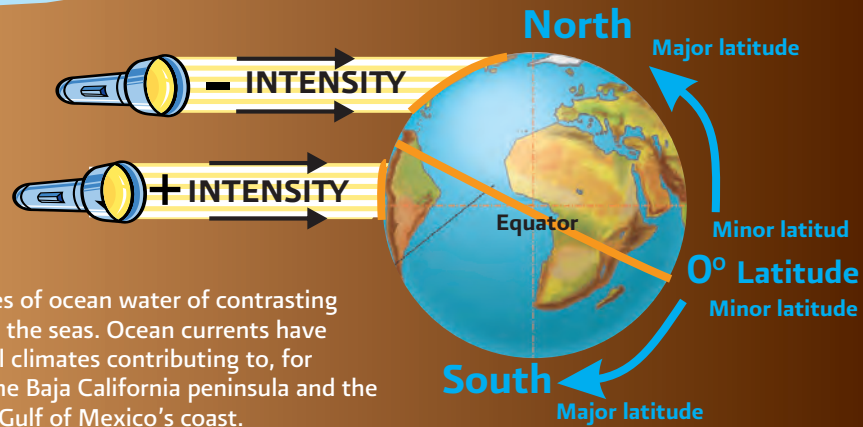 North
Major latitude
- INTENSITY
+ INTENSITY
Equator
Minor latitud
0º Latitude
Minor latitude
South
Major latitude
es of ocean water of contrasting
the seas. Ocean currents have
l climates contributing to, for
ne Baja California peninsula and the
Gulf of Mexico’s coast.